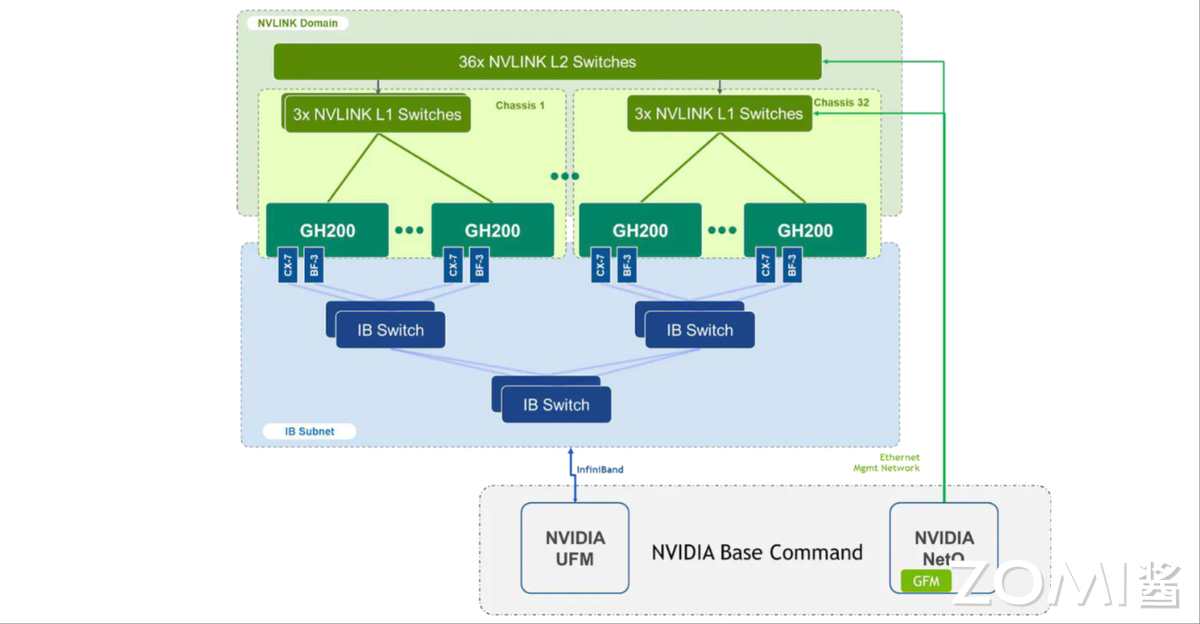 NVLINK Domain
36x NVLINK L2 Switches
3x NVLINK L1 Switches
Chassis 1
3x NVLINK L1 Switches
Chassis 32
GH200
GH200
GH200
GH200
CX-7
BF-3
CX-7
BF-3
CX-7
BF-3
CX-7
BF-3
IB Switch
IB Switch
IB Switch
IB Subnet
InfiniBand
Ethernet
Mgmt Network
NVIDIA
UFM
NVIDIA Base Command
NVIDIA
NetQ
GFM
ZOMI酱